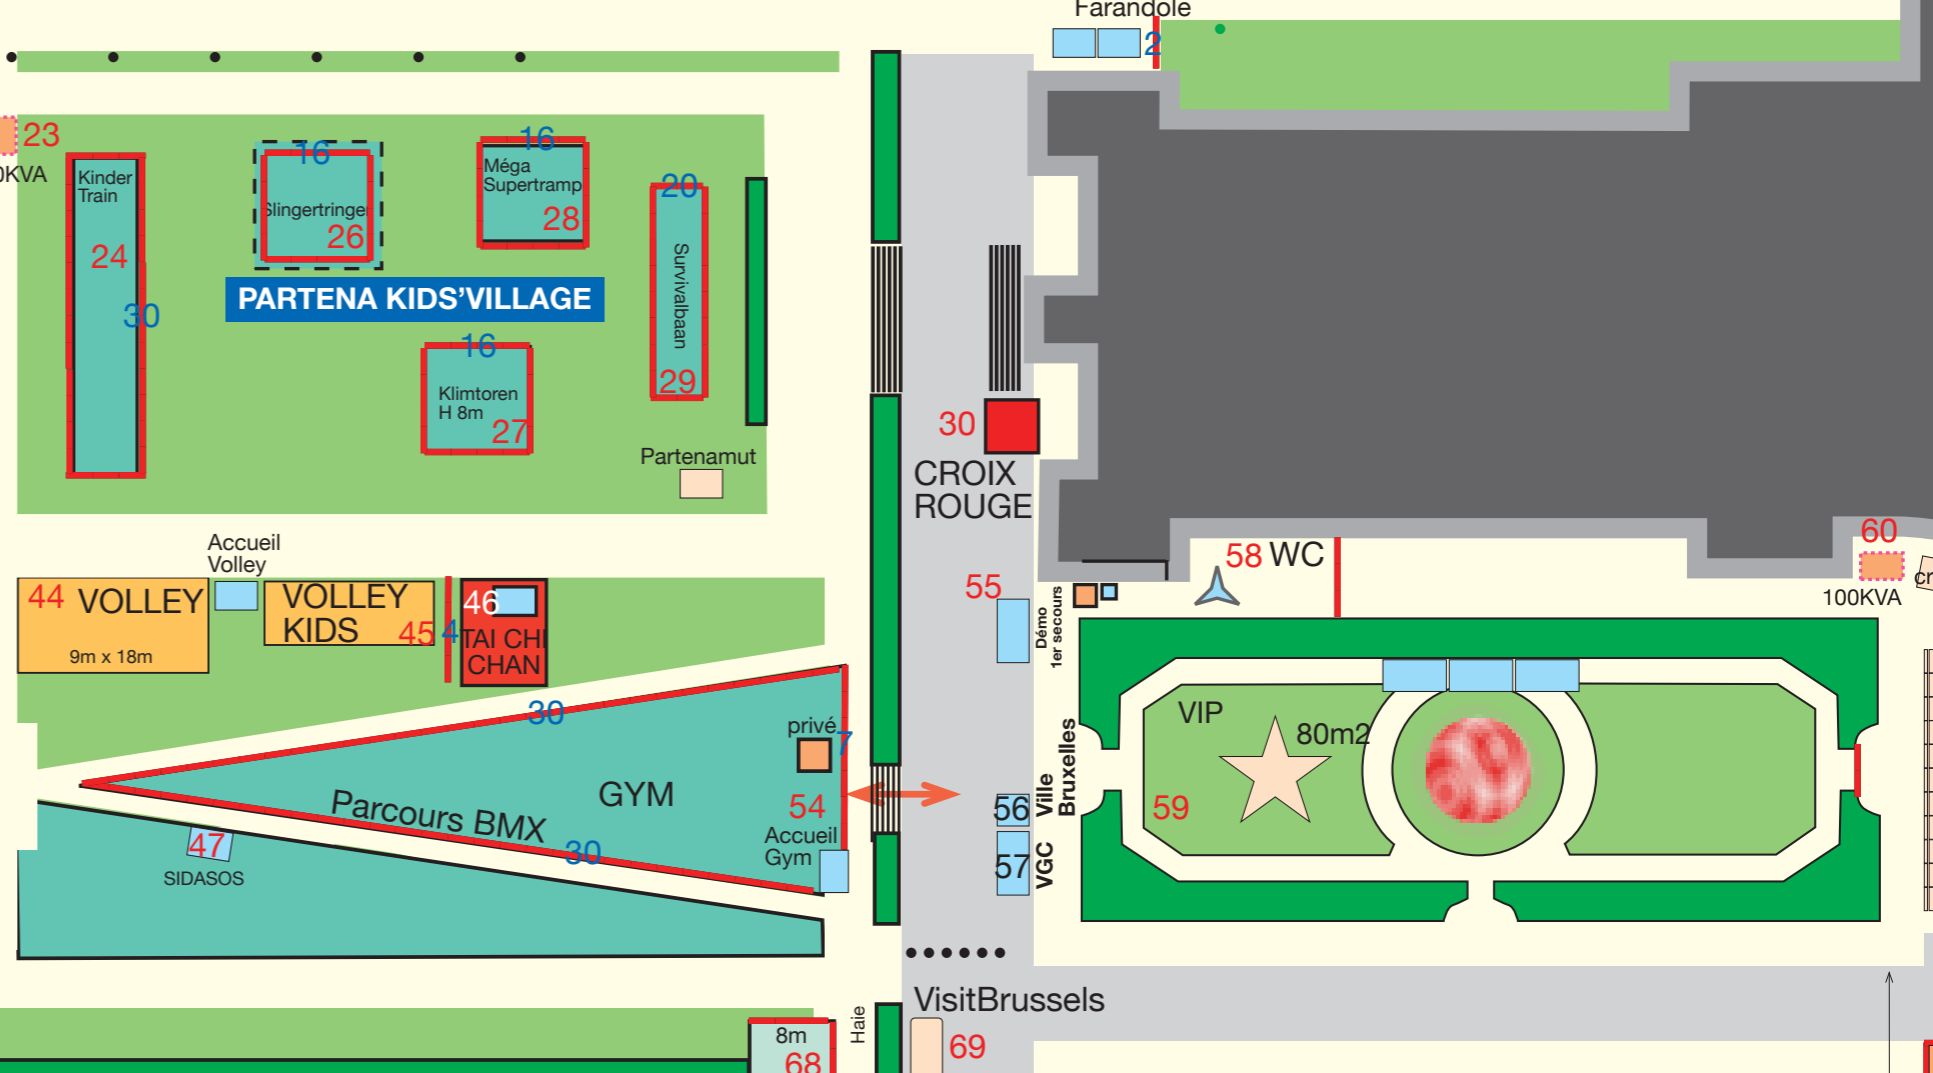 Farandole
2
23
0KVA
Kinder
Train
24
30
16
Slingertringer
26
16
Méga
Supertramp
28
20
Survivalbaan
29
PARTENA KIDS'VILLAGE
16
Klimtoren
H 8m
27
Partenamut
30
CROIX
ROUGE
Accueil
Volley
44 VOLLEY
9m x 18m
VOLLEY
KIDS
45
4
46
TAI CHI
CHAN
55
Démo
1er secours
58 WC
60
100KVA
cr
30
Parcours BMX
30
GYM
privé
7
54
Accueil
Gym
47
SIDASOS
56
Ville
Bruxelles
57
VGC
VIP
80m2
59
VisitBrussels
69
Haie
8m
68